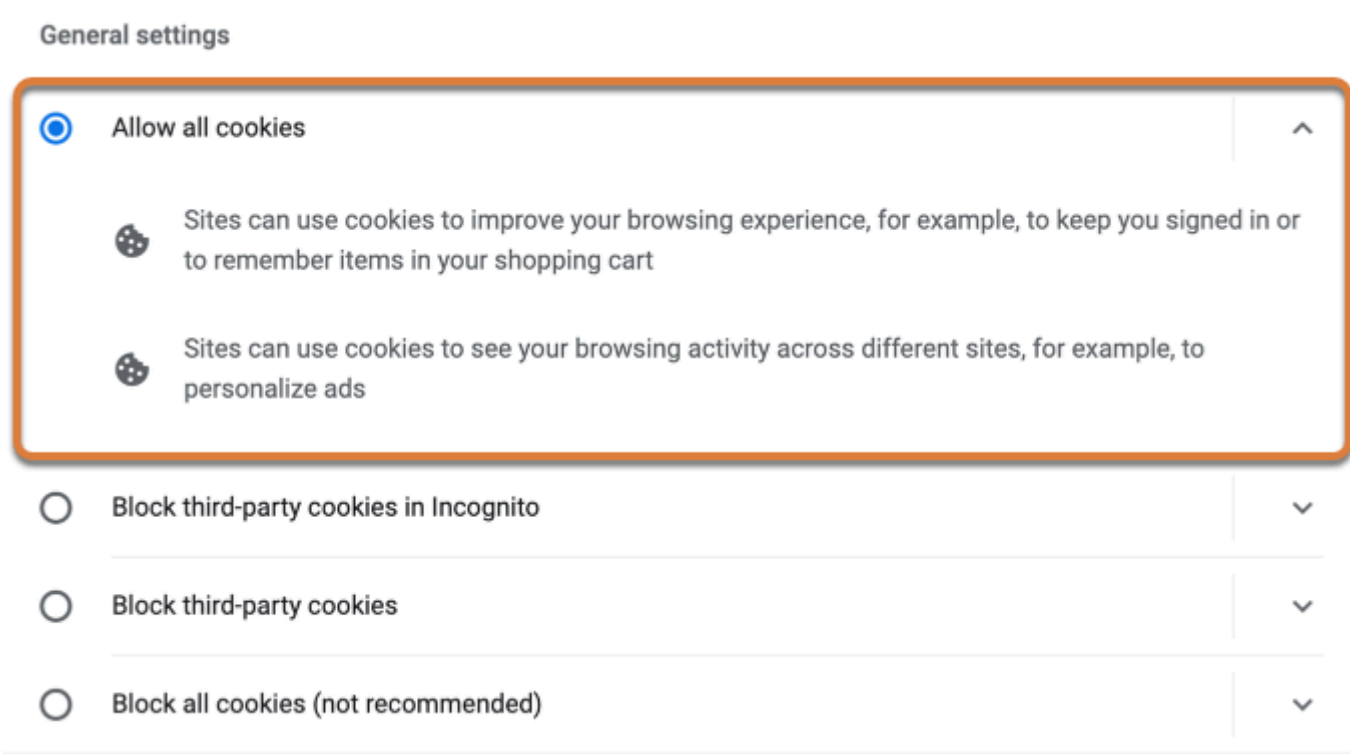 General settings
Allow all cookies
Sites can use cookies to improve your browsing experience, for example, to keep you signed in or
to remember items in your shopping cart
Sites can use cookies to see your browsing activity across different sites, for example, to
personalize ads
Block third-party cookies in Incognito
Block third-party cookies
Block all cookies (not recommended)